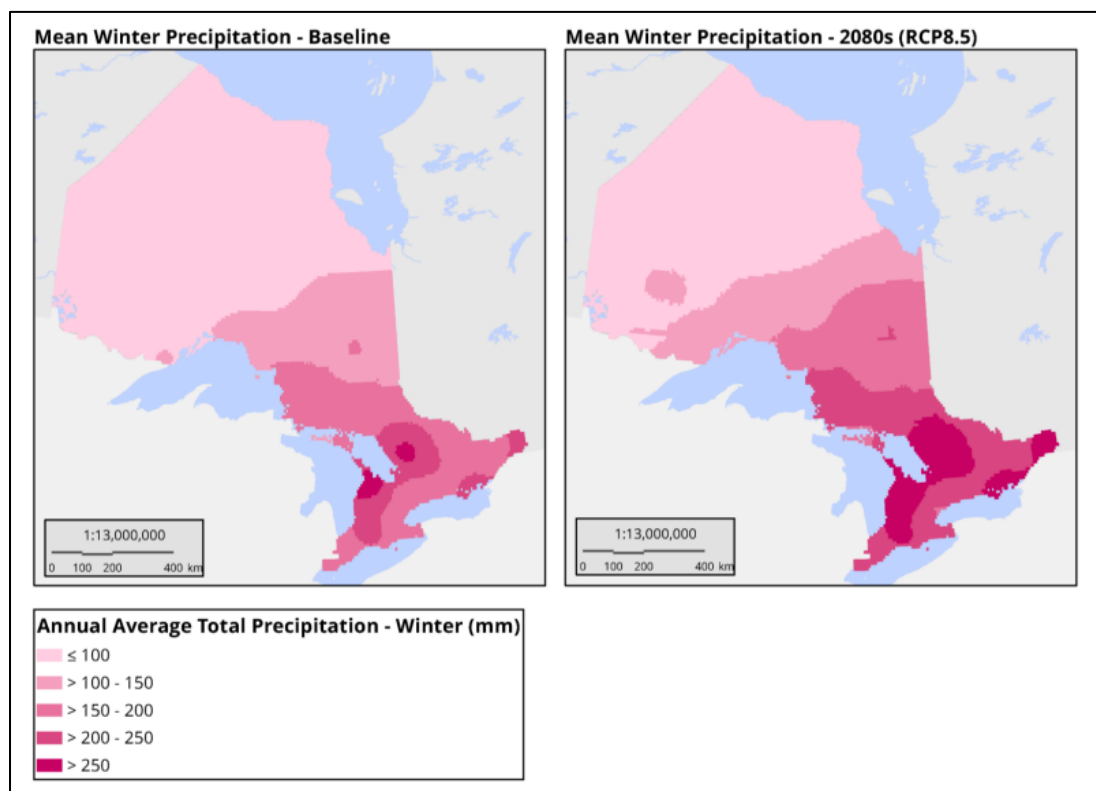 Mean Winter Precipitation - Baseline
Mean Winter Precipitation - 2080s (RCP8.5)
1:13,000,000
0 100 200 400 km
1:13,000,000
0 100 200 400 km
Annual Average Total Precipitation - Winter (mm)
≤ 100
> 100 - 150
> 150 - 200
> 200 - 250
> 250